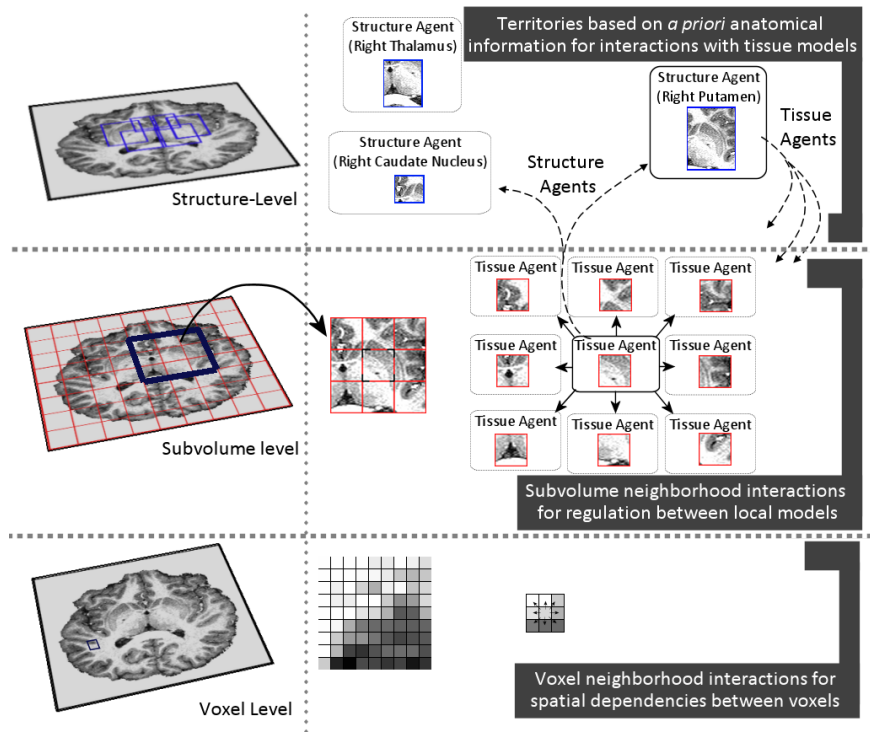 Territories based on a priori anatomical
information for interactions with tissue models
Structure Agent
(Right Thalamus)
Structure Agent
(Right Putamen)
Tissue
Agents
Structure Agent
(Right Caudate Nucleus)
Structure
Agents
Structure-Level
Tissue Agent
Tissue Agent
Tissue Agent
Tissue Agent
Tissue Agent
Tissue Agent
Tissue Agent
Tissue Agent
Tissue Agent
Subvolume level
Subvolume neighborhood interactions
for regulation between local models
Voxel neighborhood interactions for
spatial dependencies between voxels
Voxel Level